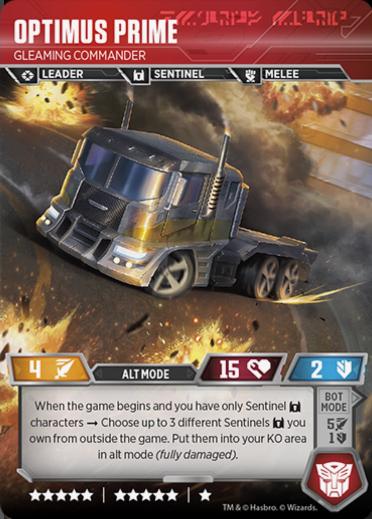 OPTIMUS PRIME
GLEAMING COMMANDER
LEADER SENTINEL MELEE
4 ALT MODE 15 2
When the game begins and you have only Sentinel
characters → Choose up to 3 different Sentinels you
own from outside the game. Put them into your KO area
in alt mode (fully damaged).
BOT
MODE
5
1
★★★★★ | ★★★★★ | ★
TM & © Hasbro. © Wizards.